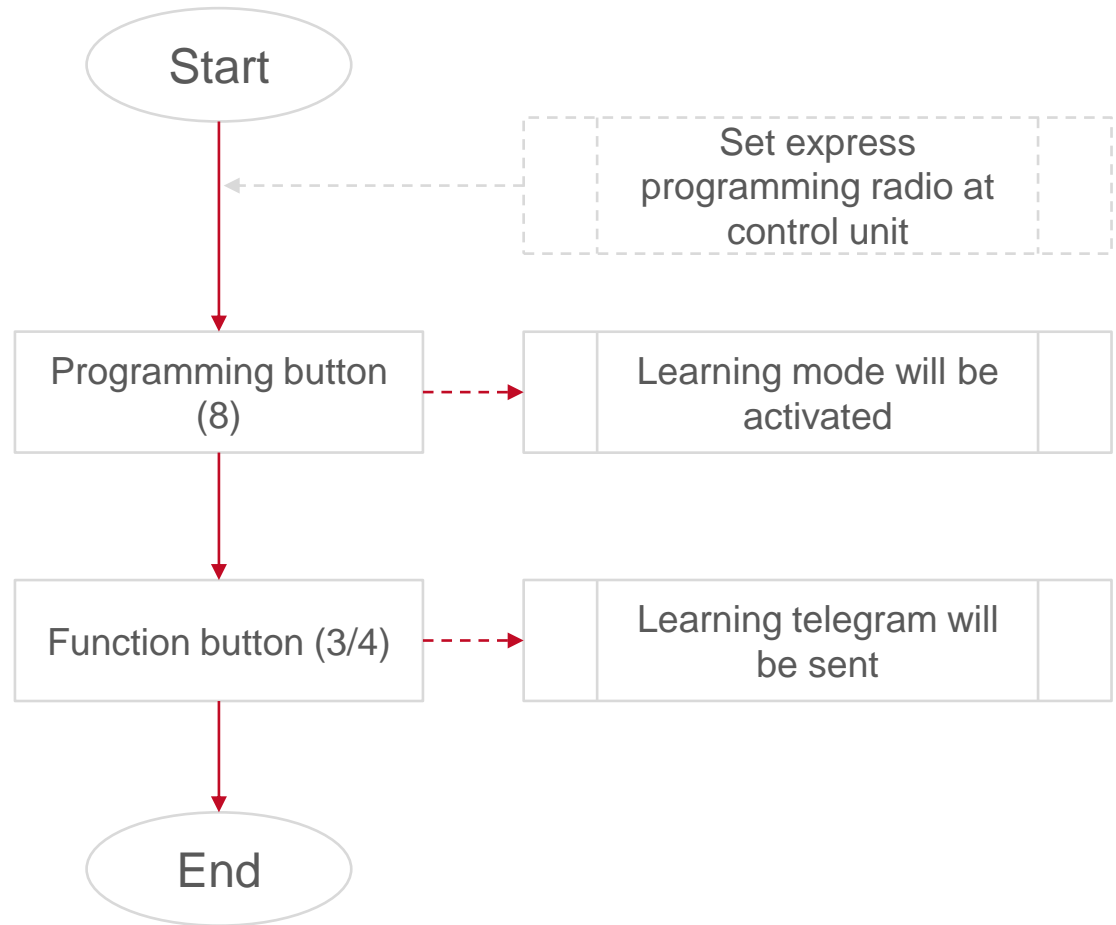 Start
Set express
programming radio at
control unit
Programming button
(8)
Learning mode will be
activated
Function button (3/4)
Learning telegram will
be sent
End